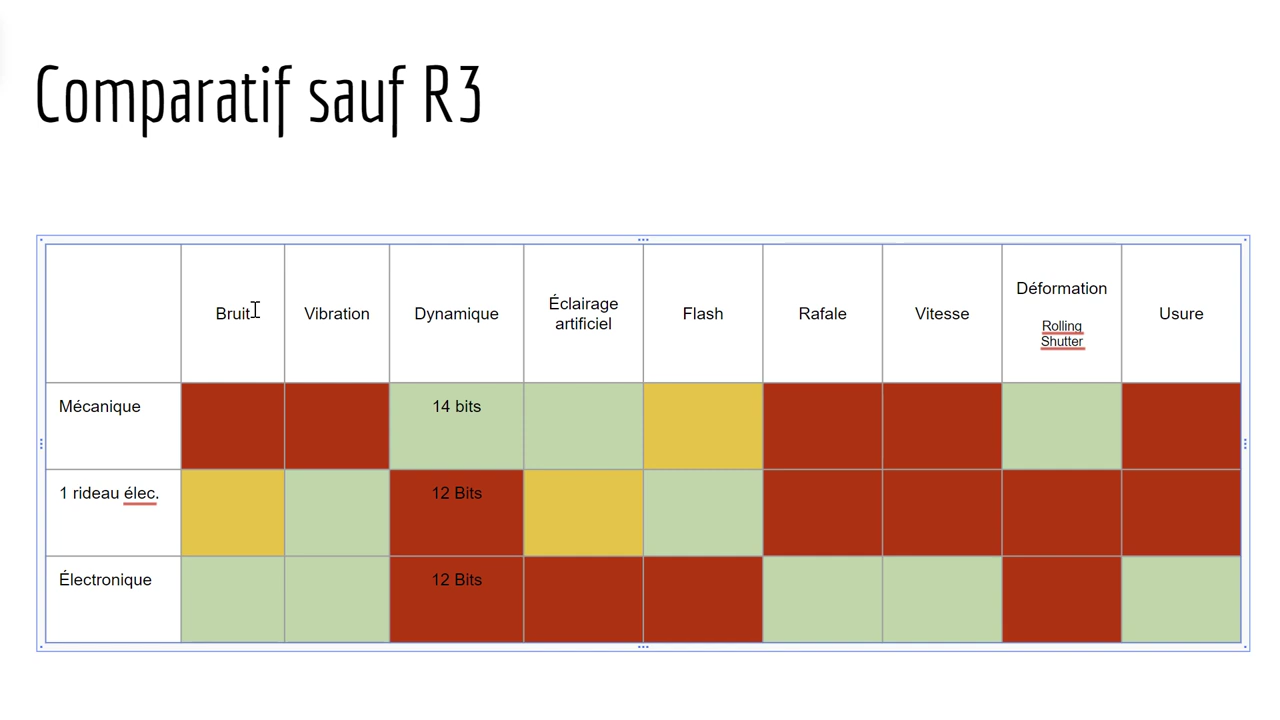 Comparatif sauf R3
Bruit
Vibration
Dynamique
Éclairage
artificiel
Flash
Rafale
Vitesse
Déformation
Rolling
Shutter
Usure
Mécanique
14 bits
1 rideau élec.
12 Bits
Électronique
12 Bits